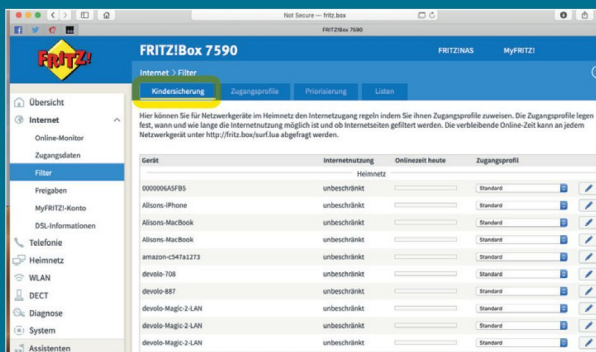 Not Secure — fritz.box
FRITZ!Box 7590
FRITZ!
FRITZ!Box 7590
FRITZ!NAS
MyFRITZ!
Internet > Filter
Kindersicherung
Zugangsprofile
Priorisierung
Listen
Übersicht
Internet
Online-Monitor
Zugangsdaten
Filter
Freigaben
MyFRITZ!-Konto
DSL-Informationen
Telefonie
Heimnetz
WLAN
DECT
Diagnose
System
Assistenten
Hier können Sie für Netzwerkgeräte im Heimnetz den Internetzugang regeln indem Sie ihnen Zugangsprofile zuweisen. Die Zugangsprofile legen
fest, wann und wie lange die Internetnutzung möglich ist und ob Internetseiten gefiltert werden. Die verbleibende Online-Zeit kann an jedem
Netzwerkgerät unter http://fritz.box/surf.lua abgefragt werden.
Gerät Internetnutzung Onlinezeit heute Zugangsprofil
Heimnetz
0000006A5FB5 unbeschränkt Standard
Alisons-iPhone unbeschränkt Standard
Alisons-MacBook unbeschränkt Standard
Alisons-MacBook unbeschränkt Standard
amazon-c547a1273 unbeschränkt Standard
devolo-708 unbeschränkt Standard
devolo-887 unbeschränkt Standard
devolo-Magic-2-LAN unbeschränkt Standard
devolo-Magic-2-LAN unbeschränkt Standard
devolo-Magic-2-LAN unbeschränkt Standard